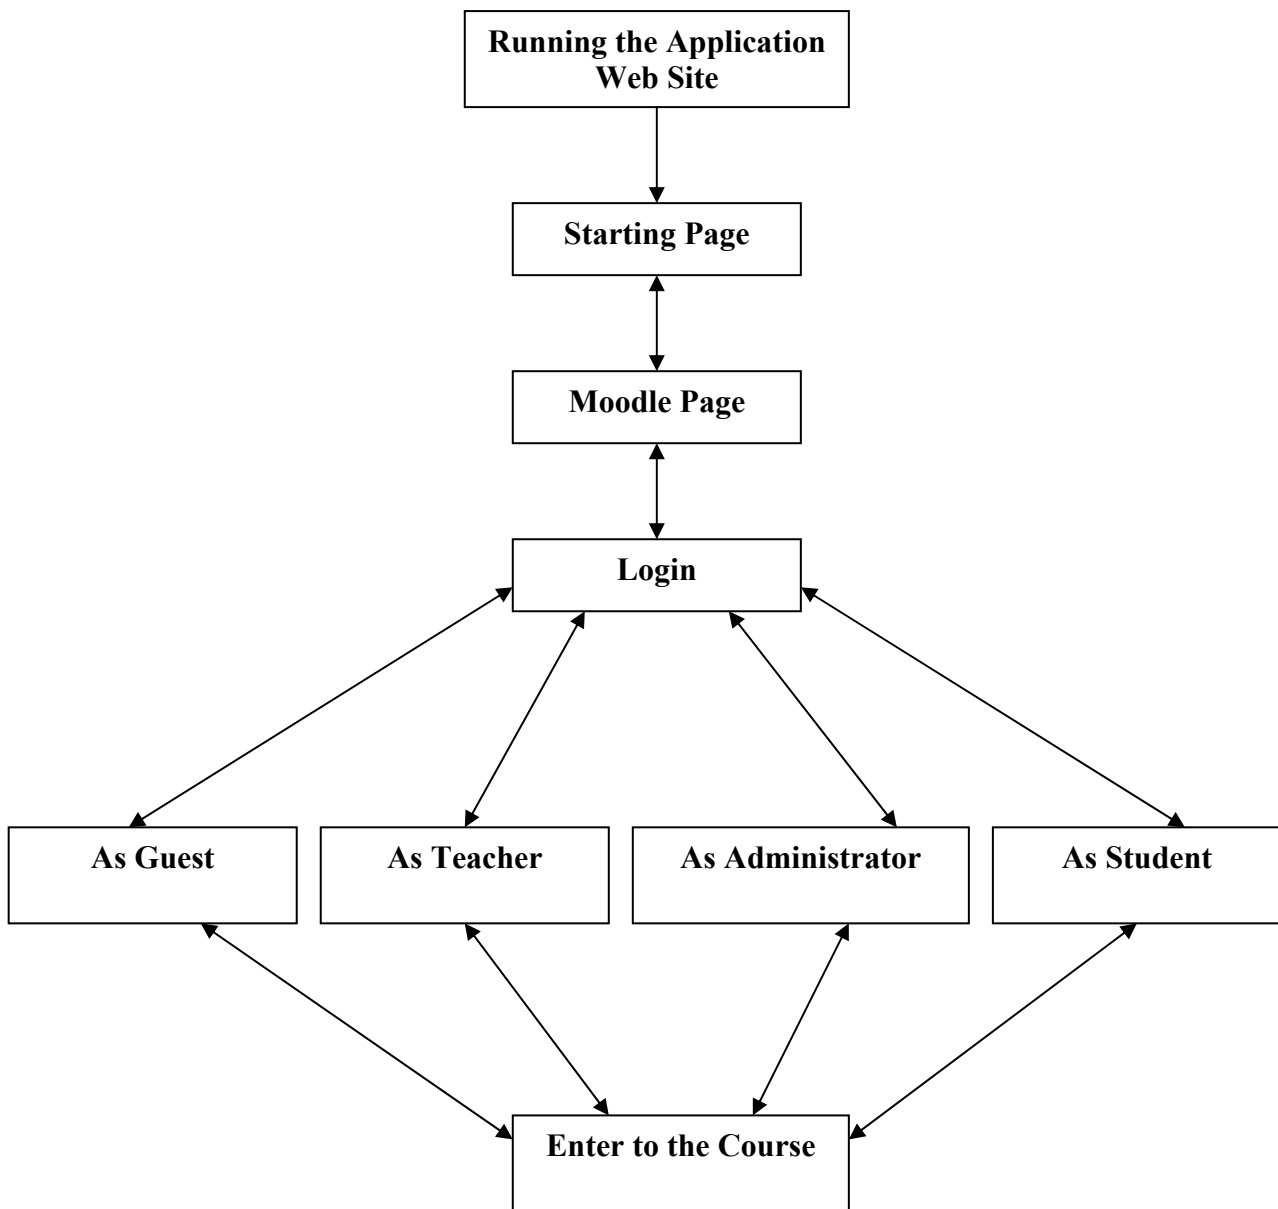 Running the Application
Web Site
Starting Page
Moodle Page
Login
As Guest
As Teacher
As Administrator
As Student
Enter to the Course